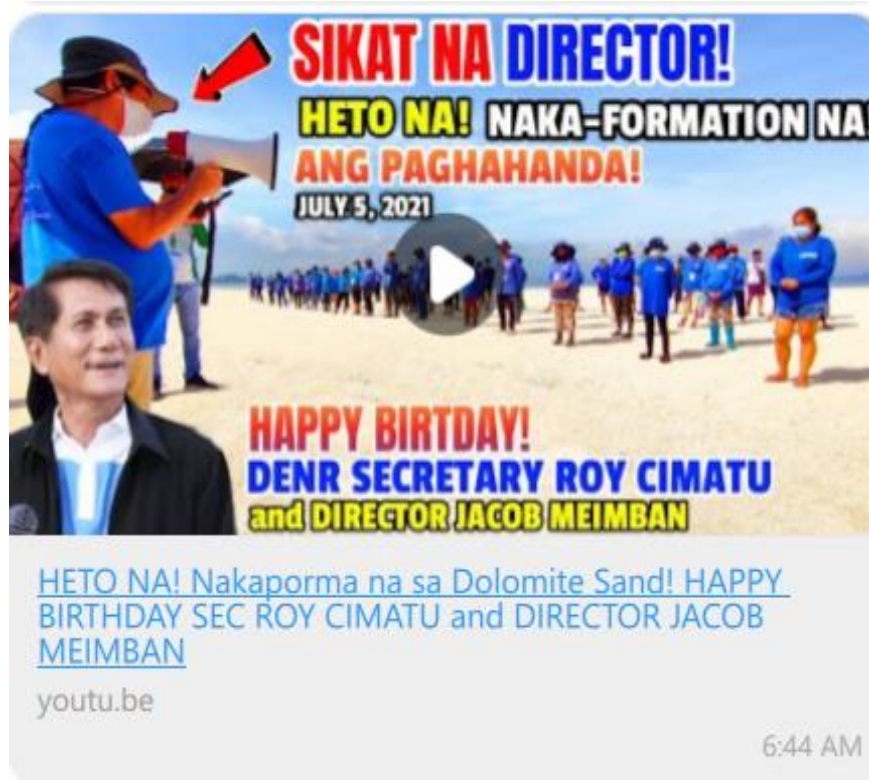 SIKAT NA DIRECTOR!
HETO NA! NAKA-FORMATION NA!
ANG PAGHAHANDA!
JULY 5, 2021
HAPPY BIRTDAY!
DENR SECRETARY ROY CIMATU
and DIRECTOR JACOB MEIMBAN
HETO NA! Nakaporma na sa Dolomite Sand! HAPPY
BIRTHDAY SEC ROY CIMATU and DIRECTOR JACOB
MEIMBAN
youtu.be
6:44 AM